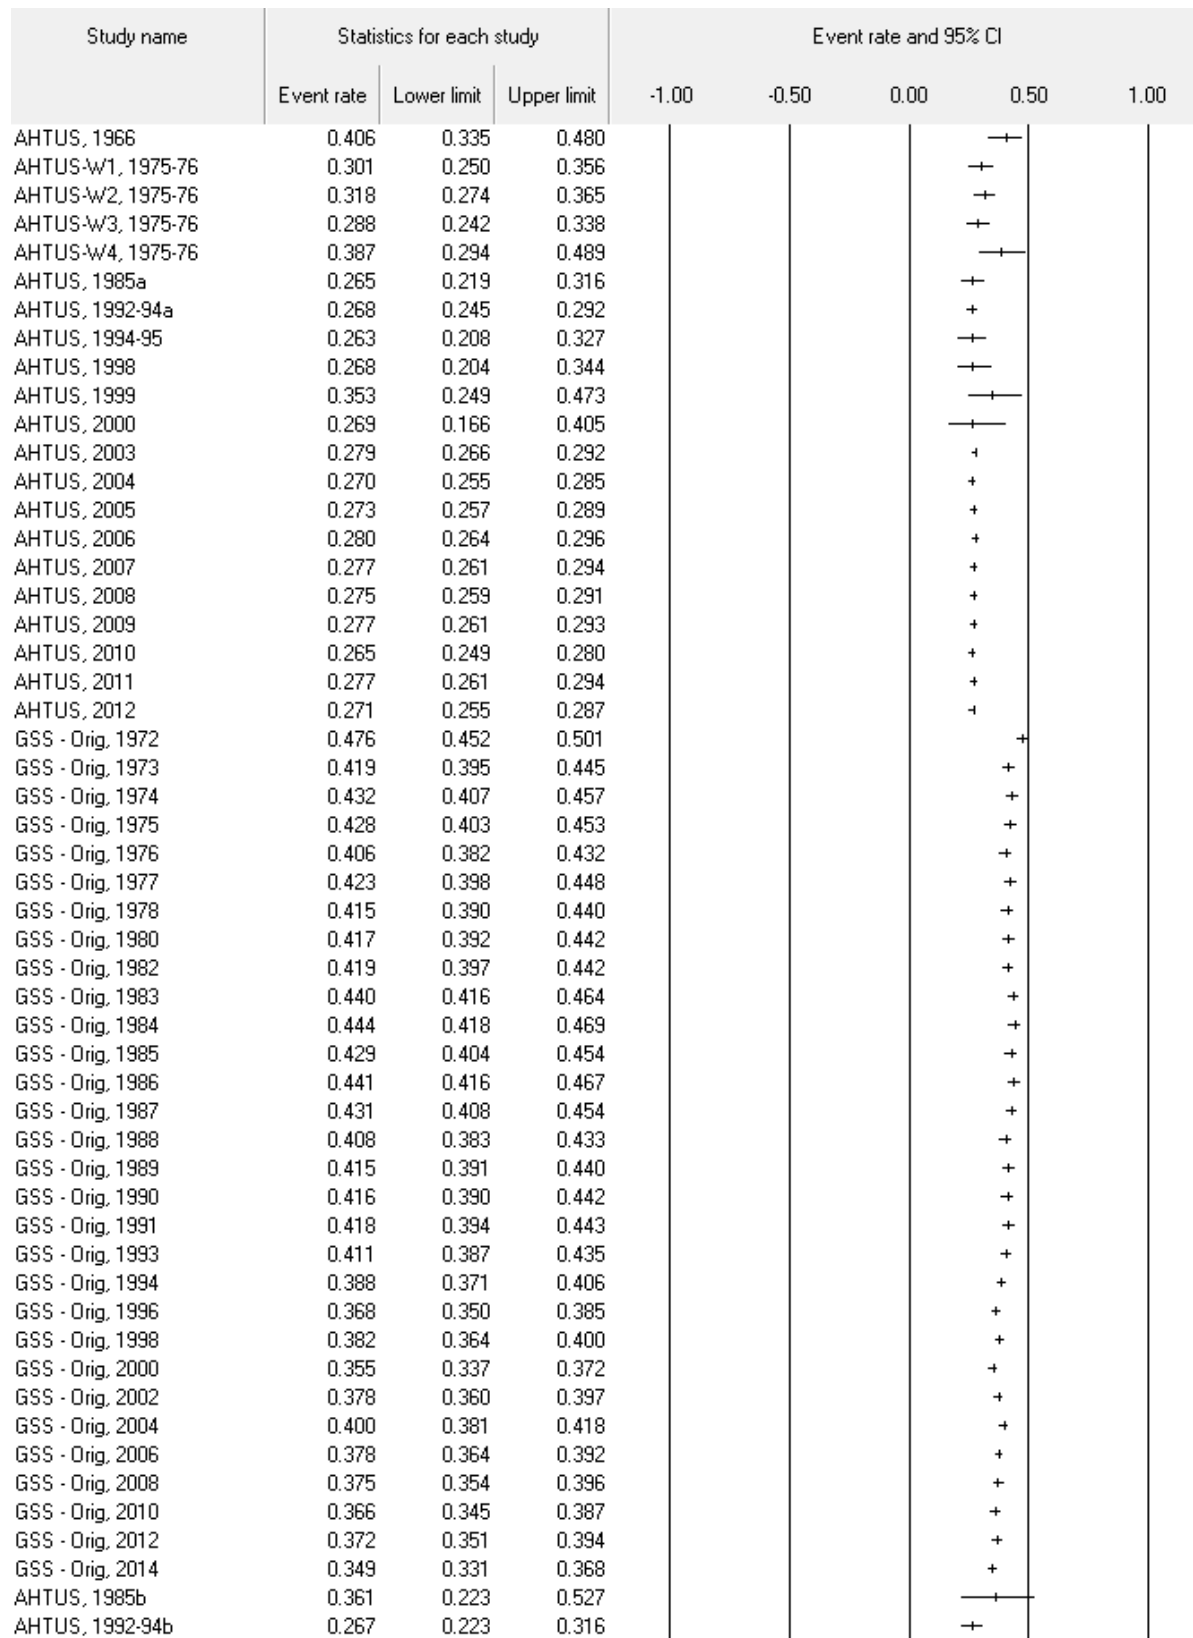 Study name Statistics for each study Event rate and 95% CI
Event rate Lower limit Upper limit -1.00 -0.50 0.00 0.50 1.00
AHTUS, 1966 0.406 0.335 0.480
AHTUS-W1, 1975-76 0.301 0.250 0.356
AHTUS-W2, 1975-76 0.318 0.274 0.365
AHTUS-W3, 1975-76 0.288 0.242 0.338
AHTUS-W4, 1975-76 0.387 0.294 0.489
AHTUS, 1985a 0.265 0.219 0.316
AHTUS, 1992-94a 0.268 0.245 0.292
AHTUS, 1994-95 0.263 0.208 0.327
AHTUS, 1998 0.268 0.204 0.344
AHTUS, 1999 0.353 0.249 0.473
AHTUS, 2000 0.269 0.166 0.405
AHTUS, 2003 0.279 0.266 0.292
AHTUS, 2004 0.270 0.255 0.285
AHTUS, 2005 0.273 0.257 0.289
AHTUS, 2006 0.280 0.264 0.296
AHTUS, 2007 0.277 0.261 0.294
AHTUS, 2008 0.275 0.259 0.291
AHTUS, 2009 0.277 0.261 0.293
AHTUS, 2010 0.265 0.249 0.280
AHTUS, 2011 0.277 0.261 0.294
AHTUS, 2012 0.271 0.255 0.287
GSS - Orig, 1972 0.476 0.452 0.501
GSS - Orig, 1973 0.419 0.395 0.445
GSS - Orig, 1974 0.432 0.407 0.457
GSS - Orig, 1975 0.428 0.403 0.453
GSS - Orig, 1976 0.406 0.382 0.432
GSS - Orig, 1977 0.423 0.398 0.448
GSS - Orig, 1978 0.415 0.390 0.440
GSS - Orig, 1980 0.417 0.392 0.442
GSS - Orig, 1982 0.419 0.397 0.442
GSS - Orig, 1983 0.440 0.416 0.464
GSS - Orig, 1984 0.444 0.418 0.469
GSS - Orig, 1985 0.429 0.404 0.454
GSS - Orig, 1986 0.441 0.416 0.467
GSS - Orig, 1987 0.431 0.408 0.454
GSS - Orig, 1988 0.408 0.383 0.433
GSS - Orig, 1989 0.415 0.391 0.440
GSS - Orig, 1990 0.416 0.390 0.442
GSS - Orig, 1991 0.418 0.394 0.443
GSS - Orig, 1993 0.411 0.387 0.435
GSS - Orig, 1994 0.388 0.371 0.406
GSS - Orig, 1996 0.368 0.350 0.385
GSS - Orig, 1998 0.382 0.364 0.400
GSS - Orig, 2000 0.355 0.337 0.372
GSS - Orig, 2002 0.378 0.360 0.397
GSS - Orig, 2004 0.400 0.381 0.418
GSS - Orig, 2006 0.378 0.364 0.392
GSS - Orig, 2008 0.375 0.354 0.396
GSS - Orig, 2010 0.366 0.345 0.387
GSS - Orig, 2012 0.372 0.351 0.394
GSS - Orig, 2014 0.349 0.331 0.368
AHTUS, 1985b 0.361 0.223 0.527
AHTUS, 1992-94b 0.267 0.223 0.316